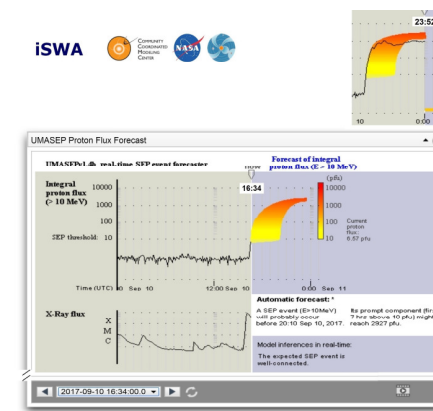 iSWA
COMMUNITY
COORDINATED
MODELING
CENTER
NASA
23:52
10 0:00
UMASEP Proton Flux Forecast
UMASEPv1.4b real-time SEP event forecaster
now
Forecast of integral
proton flux (E > 10 MeV)
16:34
(pfu)
Integral
proton flux
(> 10 MeV)
10000
1000
100
SEP threshold: 10
10000
1000
100
10
Current
proton
flux:
6.57 pfu
Time (UTC) 0 Sep 10 12:00 Sep 10 0:00 Sep 11
X-Ray flux
X
M
C
Automatic forecast: *
A SEP event (E>10MeV)
will probably occur
before 20:10 Sep 10, 2017.
Its prompt component (firs
7 hrs above 10 pfu) might
reach 2927 pfu.
Model inferences in real-time:
The expected SEP event is
well-connected.
2017-09-10 16:34:00.0